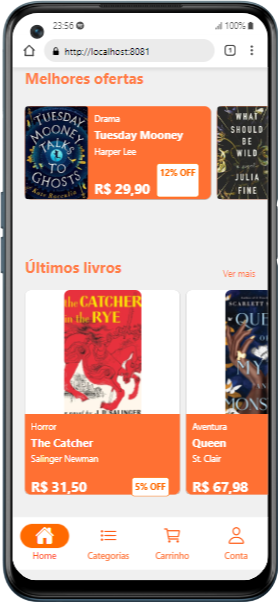 23:56
100%
http://localhost:8081
1
Melhores ofertas
TUESDAY
MOONEY
TALKS
TO
GHOSTS
Kate Racculia
Drama
Tuesday Mooney
Harper Lee
12% OFF
R$ 29,90
WHAT
SHOULD
BE
WILD
JULIA
FINE
Últimos livros
Ver mais
the CATCHER
in the RYE
a novel by J. D. SALINGER
Horror
The Catcher
Salinger Newman
R$ 31,50
5% OFF
SCARLETT
QUE
OF
MY
MONS
Aventura
Queen
St. Clair
R$ 67,98
Home
Categorias
Carrinho
Conta